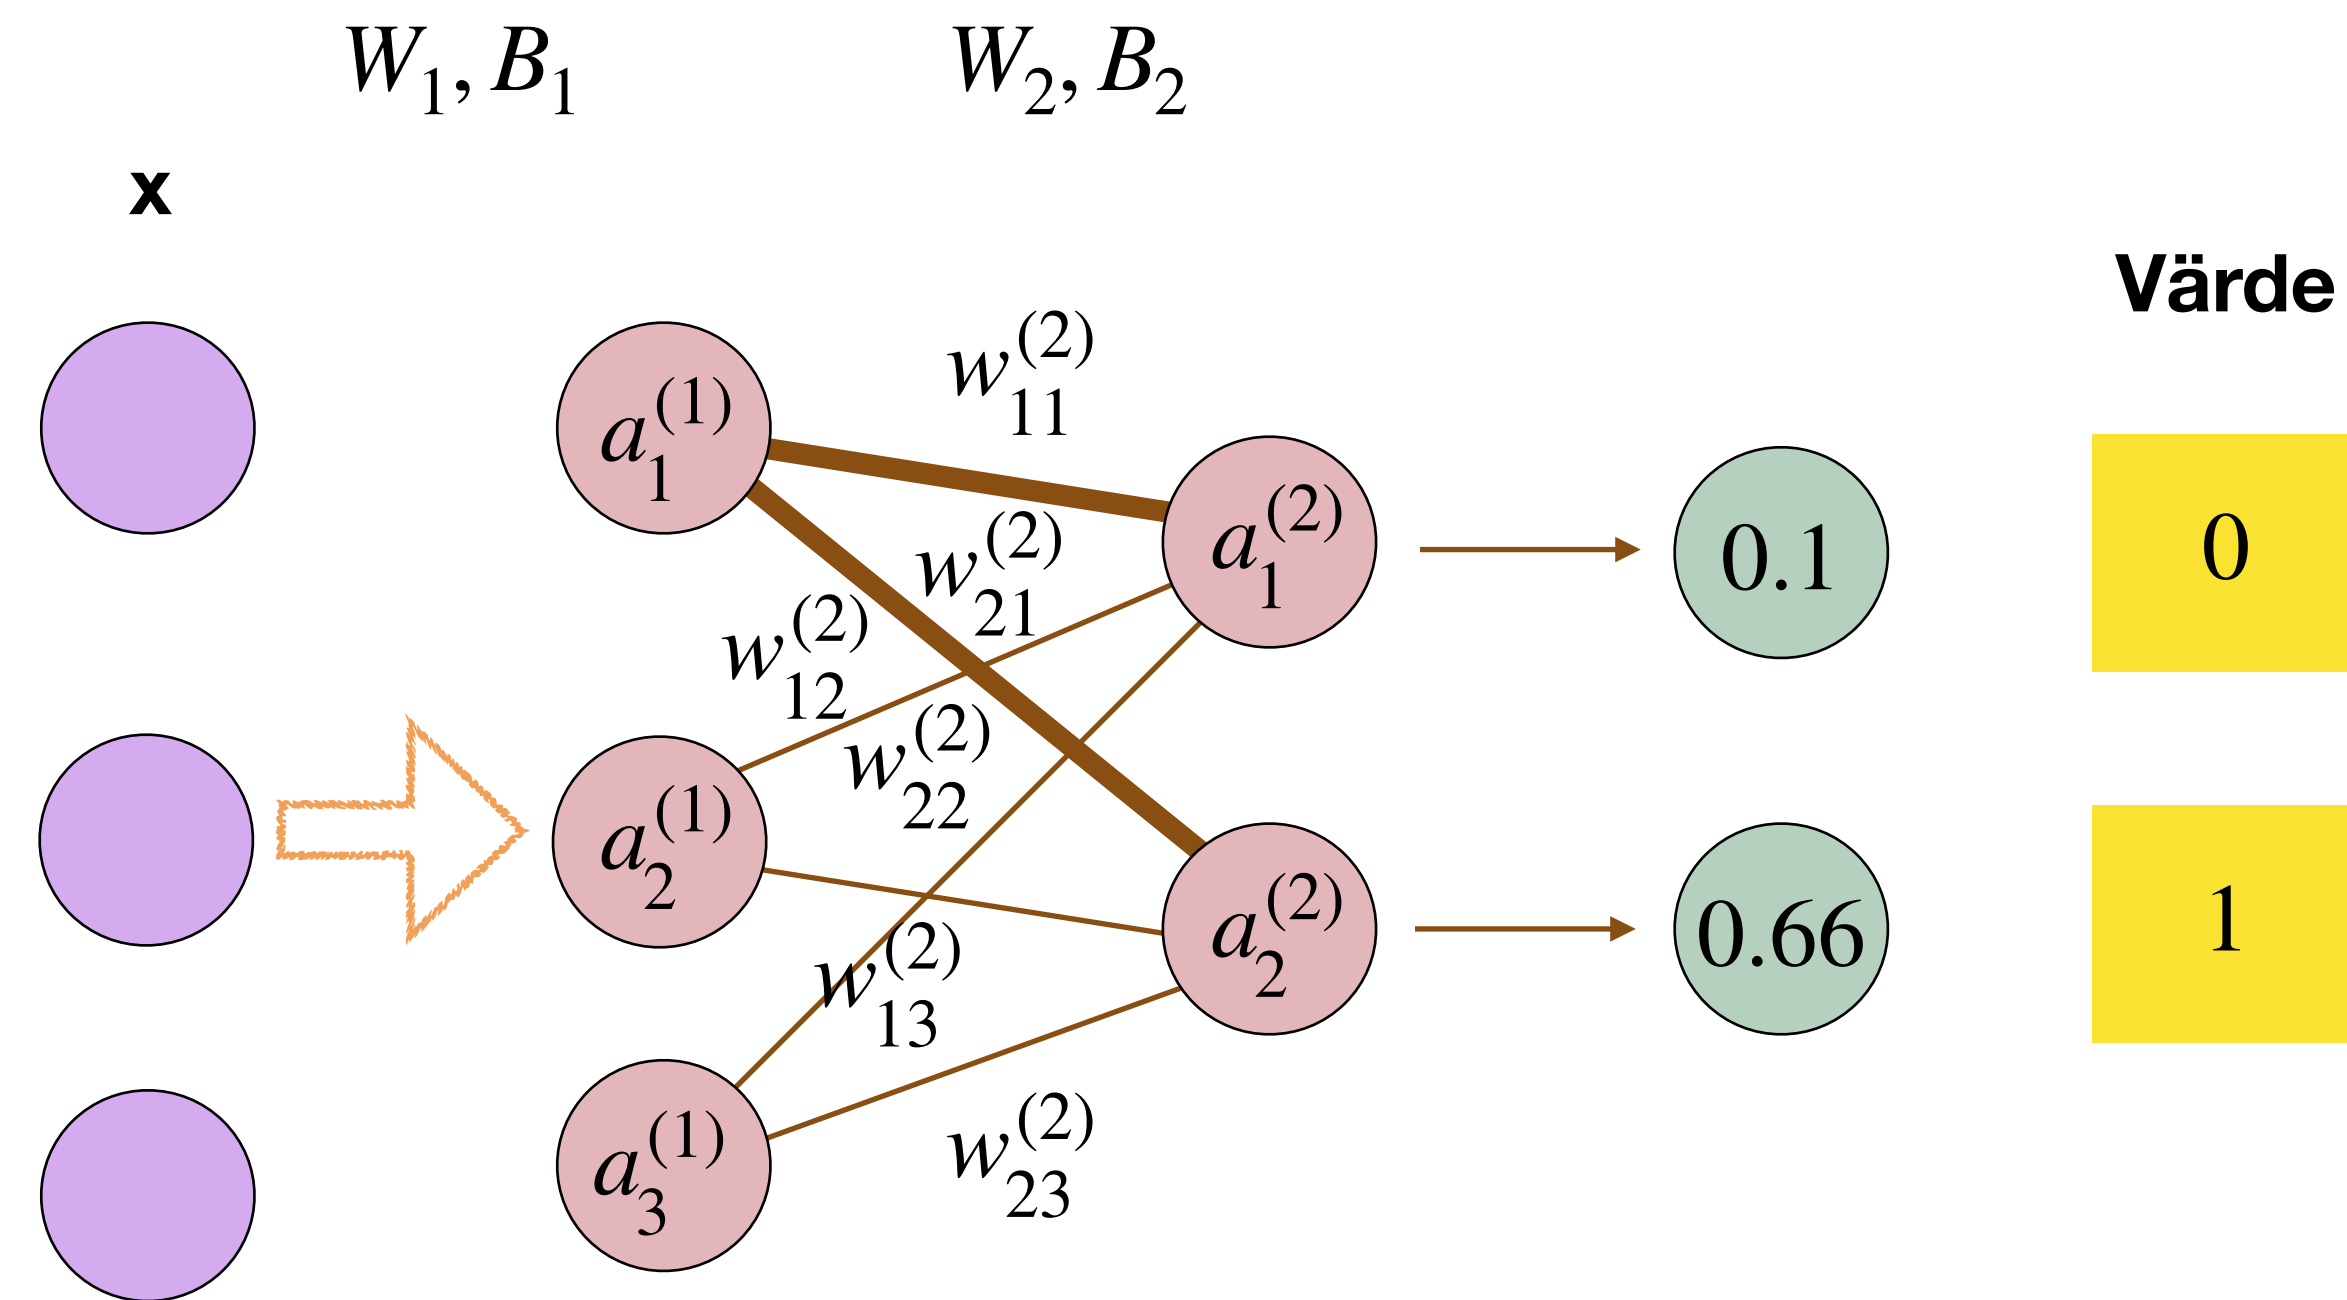 W₁, B₁
W₂, B₂
x
Värde
a₁⁽¹⁾
w₁₁⁽²⁾
a₁⁽²⁾
0.1
0
w₂₁⁽²⁾
w₁₂⁽²⁾
w₂₂⁽²⁾
a₂⁽¹⁾
a₂⁽²⁾
0.66
1
w₁₃⁽²⁾
a₃⁽¹⁾
w₂₃⁽²⁾